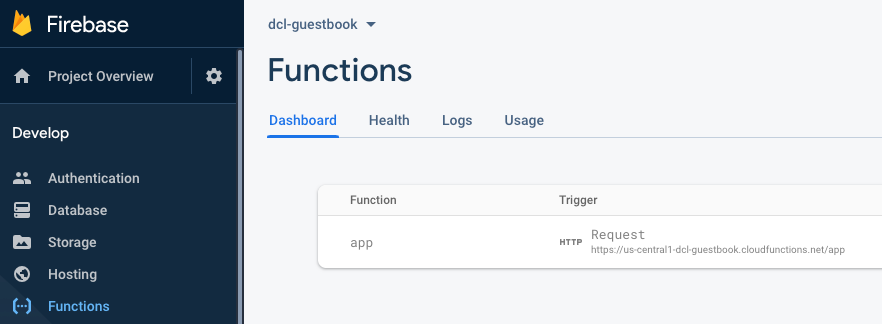 Firebase
Project Overview
Develop
Authentication
Database
Storage
Hosting
Functions
dcl-guestbook
Functions
Dashboard Health Logs Usage
Function Trigger
app HTTP Request
https://us-central1-dcl-guestbook.cloudfunctions.net/app